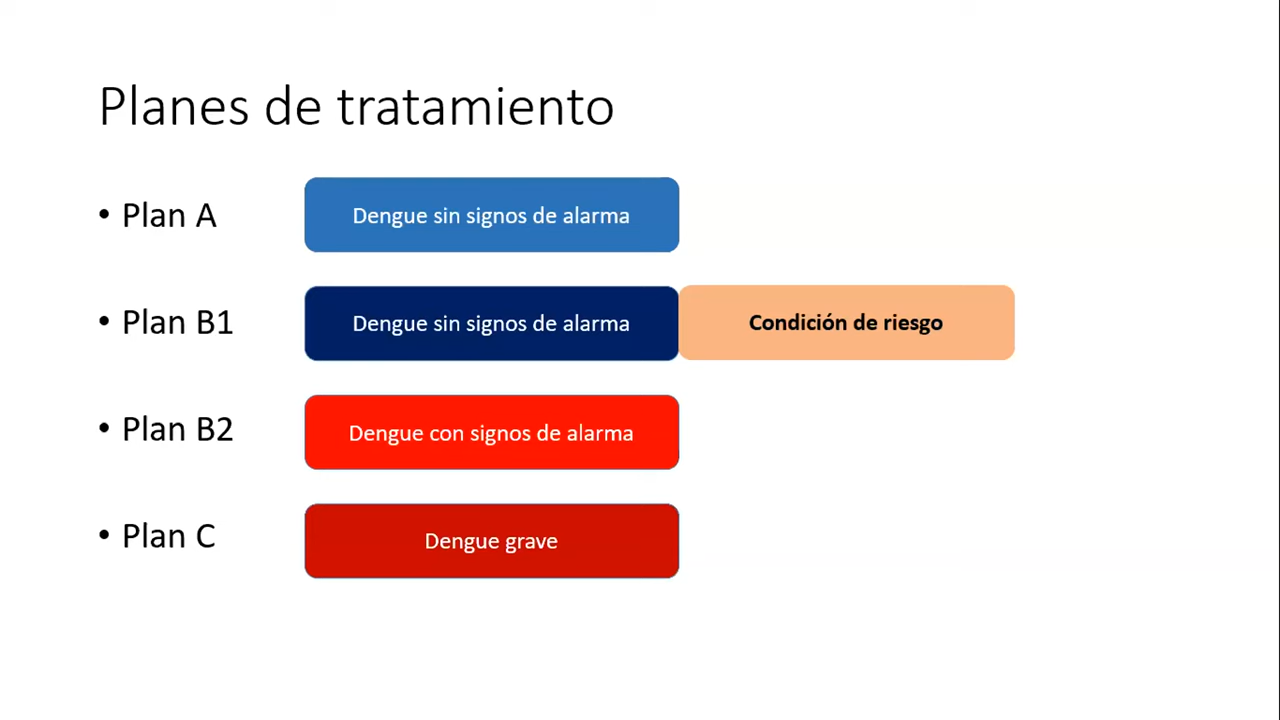 Planes de tratamiento
• Plan A
Dengue sin signos de alarma
• Plan B1
Dengue sin signos de alarma
Condición de riesgo
• Plan B2
Dengue con signos de alarma
• Plan C
Dengue grave